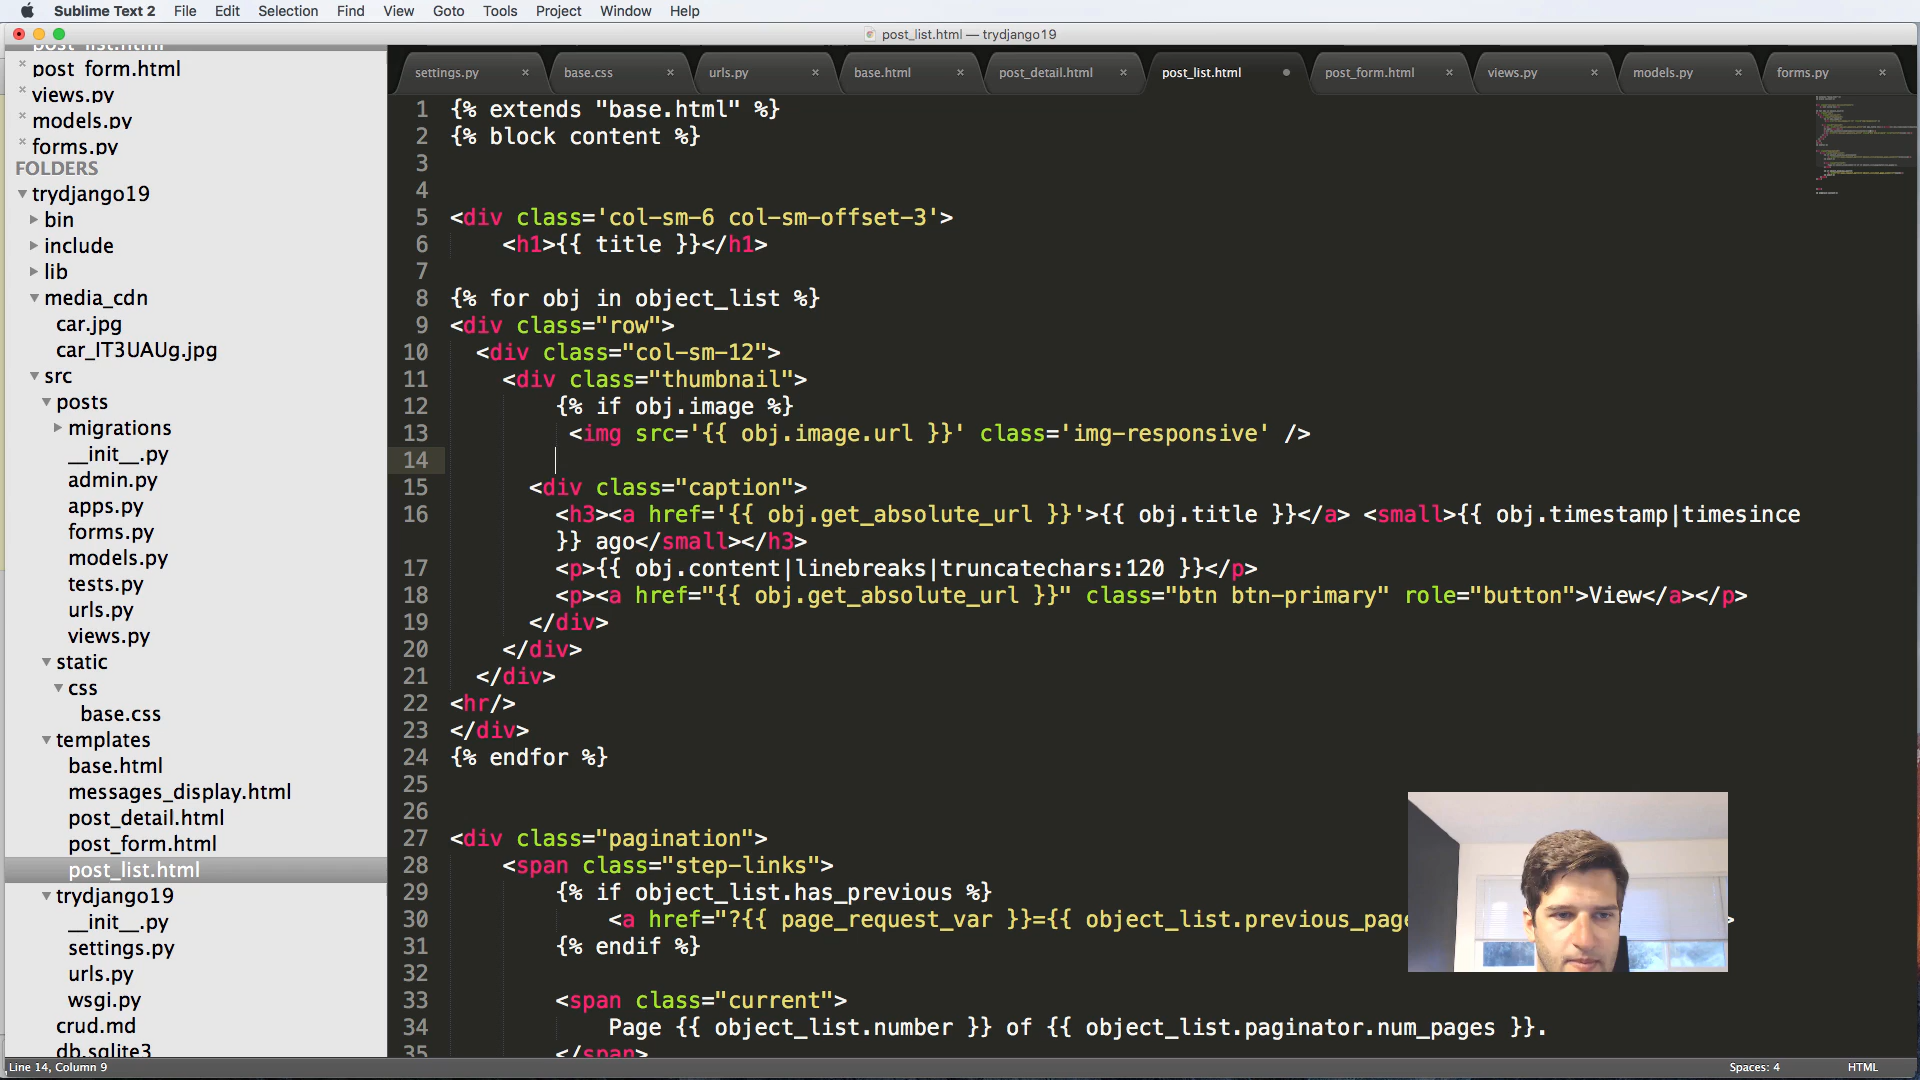 Sublime Text 2 File Edit Selection Find View Goto Tools Project Window Help
post_list.html — trydjango19
post_list.html
post_form.html
views.py
models.py
forms.py
FOLDERS
trydjango19
bin
include
lib
media_cdn
car.jpg
car_IT3UAUg.jpg
src
posts
migrations
__init__.py
admin.py
apps.py
forms.py
models.py
tests.py
urls.py
views.py
static
css
base.css
templates
base.html
messages_display.html
post_detail.html
post_form.html
post_list.html
trydjango19
__init__.py
settings.py
urls.py
wsgi.py
crud.md
db.sqlite3
settings.py base.css urls.py base.html post_detail.html post_list.html post_form.html views.py models.py forms.py
1 {% extends "base.html" %}
2 {% block content %}
3
4
5 <div class='col-sm-6 col-sm-offset-3'>
6 <h1>{{ title }}</h1>
7
8 {% for obj in object_list %}
9 <div class="row">
10 <div class="col-sm-12">
11 <div class="thumbnail">
12 {% if obj.image %}
13 <img src='{{ obj.image.url }}' class='img-responsive' />
14
15 <div class="caption">
16 <h3><a href='{{ obj.get_absolute_url }}'>{{ obj.title }}</a> <small>{{ obj.timestamp|timesince
}} ago</small></h3>
17 <p>{{ obj.content|linebreaks|truncatechars:120 }}</p>
18 <p><a href="{{ obj.get_absolute_url }}" class="btn btn-primary" role="button">View</a></p>
19 </div>
20 </div>
21 </div>
22 <hr/>
23 </div>
24 {% endfor %}
25
26
27 <div class="pagination">
28 <span class="step-links">
29 {% if object_list.has_previous %}
30 <a href="?{{ page_request_var }}={{ object_list.previous_page >
31 {% endif %}
32
33 <span class="current">
34 Page {{ object_list.number }} of {{ object_list.paginator.num_pages }}.
35 </span>
Line 14, Column 9
Spaces: 4 HTML